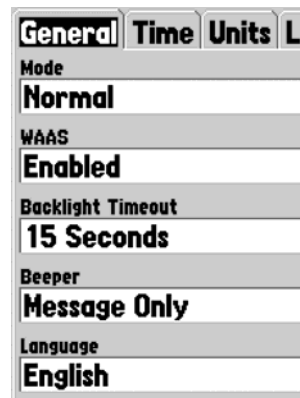 General Time Units L
Mode
Normal
WAAS
Enabled
Backlight Timeout
15 Seconds
Beeper
Message Only
Language
English